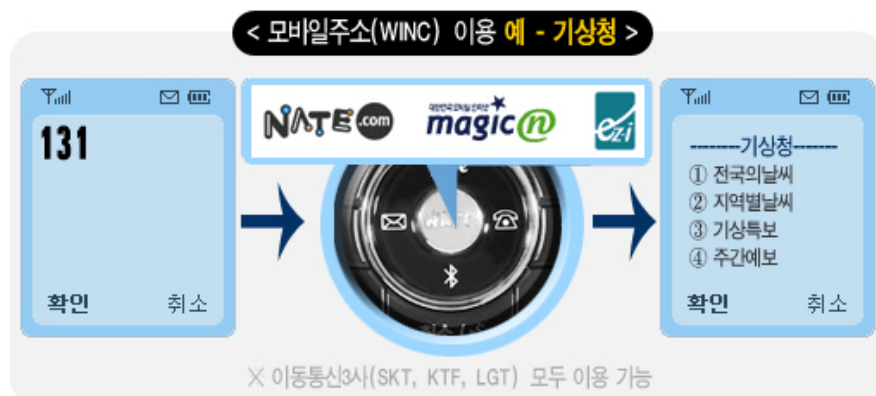 < 모바일주소(WINC) 이용 예 - 기상청 >
131
확인 취소
NATE.com
magic n
ez-i
NATE
--------기상청-------
① 전국의날씨
② 지역별날씨
③ 기상특보
④ 주간예보
확인 취소
※ 이동통신3사(SKT, KTF, LGT) 모두 이용 가능